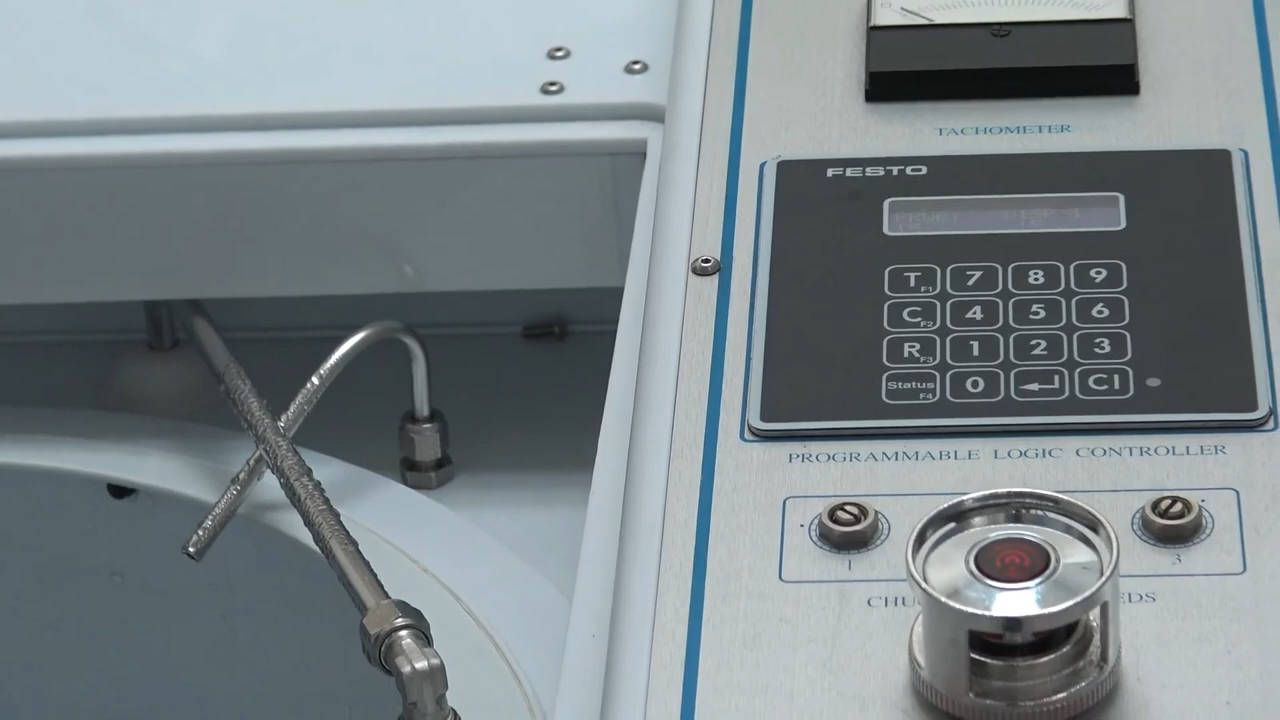 TACHOMETER
FESTO
T F1 7 8 9
C F2 4 5 6
R F3 1 2 3
Status F4 0 CI
PROGRAMMABLE LOGIC CONTROLLER
1 3